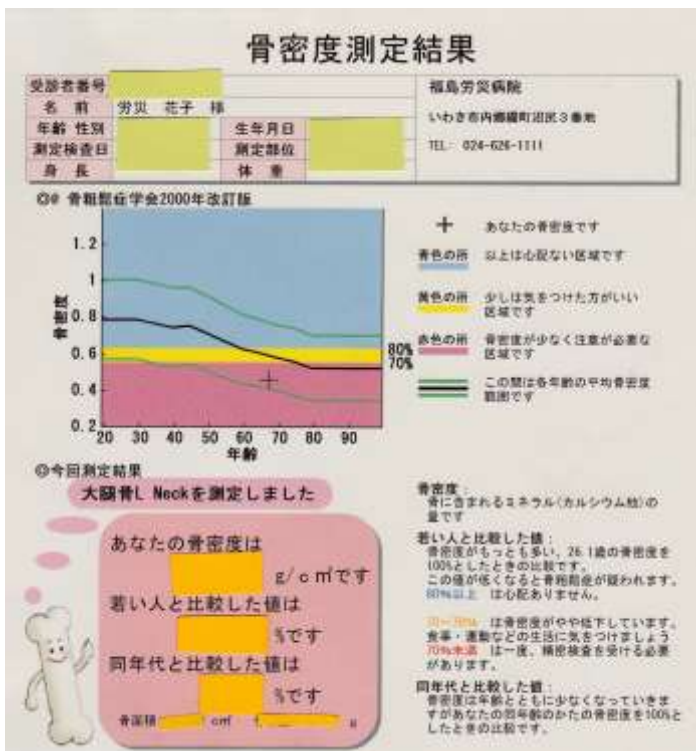 骨密度測定結果
受診者番号
名 前 労災 花子 様
年齢 性別 生年月日
測定検査日 測定部位
身 長 体 重
福島労災病院
いわき市内郷綴町沼尻3番地
TEL: 024-626-1111
◎@ 骨粗鬆症学会2000年改訂版
骨密度
1.2
1
0.8
0.6
0.4
0.2
20 30 40 50 60 70 80 90
年齢
80%
70%
+ あなたの骨密度です
青色の所 以上は心配ない区域です
黄色の所 少しは気をつけた方がいい
区域です
赤色の所 骨密度が少なく注意が必要な
区域です
この間は各年齢の平均骨密度
範囲です
◎今回測定結果
大腿骨L Neckを測定しました
あなたの骨密度は
g/c㎡です
若い人と比較した値は
%です
同年代と比較した値は
%です
骨面積 c㎡ g
骨密度:
骨に含まれるミネラル(カルシウム他)の
量です
若い人と比較した値:
骨密度がもっとも多い、26.1歳の骨密度を
100%としたときの比較です。
この値が低くなると骨粗鬆症が疑われます。
80%以上 は心配ありません。
70~80% は骨密度がやや低下しています。
食事・運動などの生活に気をつけましょう
70%未満 は一度、精密検査を受ける必要
があります。
同年代と比較した値:
骨密度は年齢とともに少なくなっていきま
すがあなたの同年齢のかたの骨密度を100%と
したときの比較です。